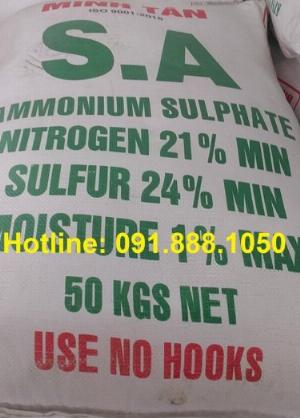 MINH TAN
ISO 9001-2015
S.A
AMMONIUM SULPHATE
NITROGEN 21% MIN
SULFUR 24% MIN
MOISTURE 1% MAX
Hotline: 091.888.1050
50 KGS NET
USE NO HOOKS